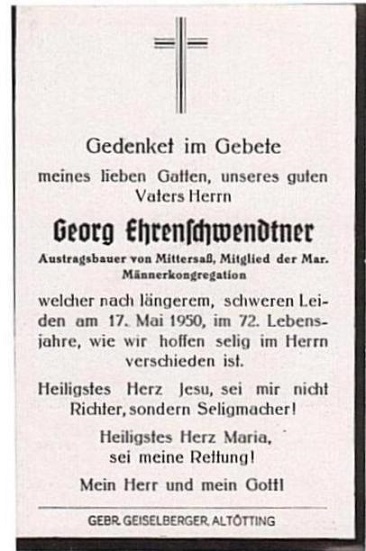 Gedenket im Gebete
meines lieben Gatten, unseres guten
Vaters Herrn
Georg Ehrenschwendtner
Austragsbauer von Mittersaß, Mitglied der Mar.
Männerkongregation
welcher nach längerem, schweren Lei-
den am 17. Mai 1950, im 72. Lebens-
jahre, wie wir hoffen selig im Herrn
verschieden ist.
Heiligstes Herz Jesu, sei mir nicht
Richter, sondern Seligmacher!
Heiligstes Herz Maria,
sei meine Rettung!
Mein Herr und mein Gott!
GEBR. GEISELBERGER, ALTÖTTING